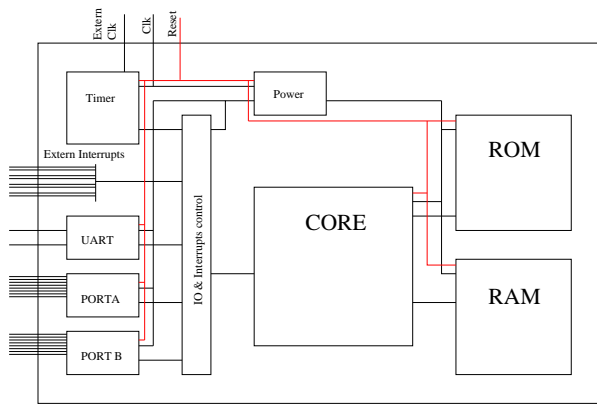 Extern
Clk
Clk
Reset
Timer
Power
Extern Interrupts
ROM
CORE
IO & Interrupts control
UART
PORTA
RAM
PORT B